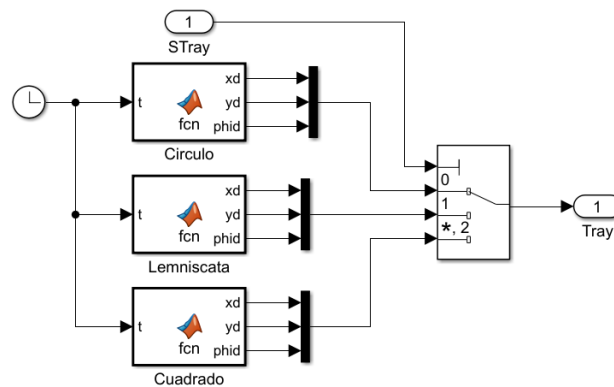 1
STray
t
fcn
xd
yd
phid
Circulo
t
fcn
xd
yd
phid
Lemniscata
t
fcn
xd
yd
phid
Cuadrado
0
1
*, 2
1
Tray